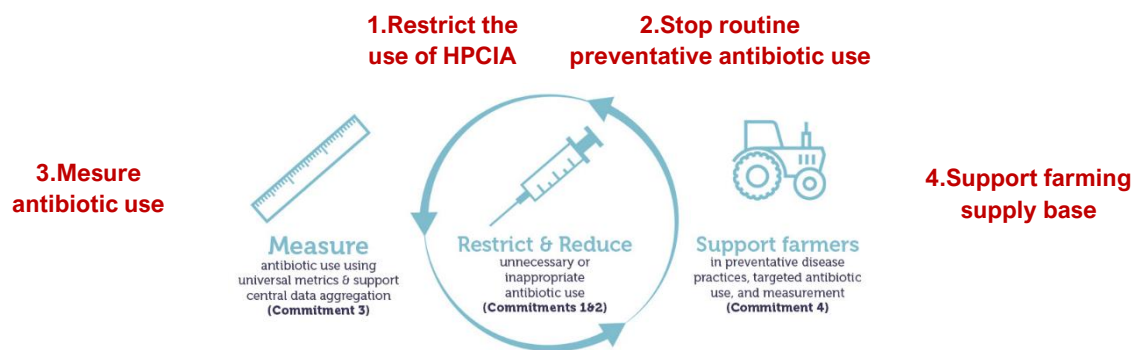 1.Restrict the
use of HPCIA
2.Stop routine
preventative antibiotic use
3.Mesure
antibiotic use
4.Support farming
supply base
Measure
antibiotic use using
universal metrics & support
central data aggregation
(Commitment 3)
Restrict & Reduce
unnecessary or
inappropriate
antibiotic use
(Commitments 1&2)
Support farmers
in preventative disease
practices, targeted antibiotic
use, and measurement
(Commitment 4)